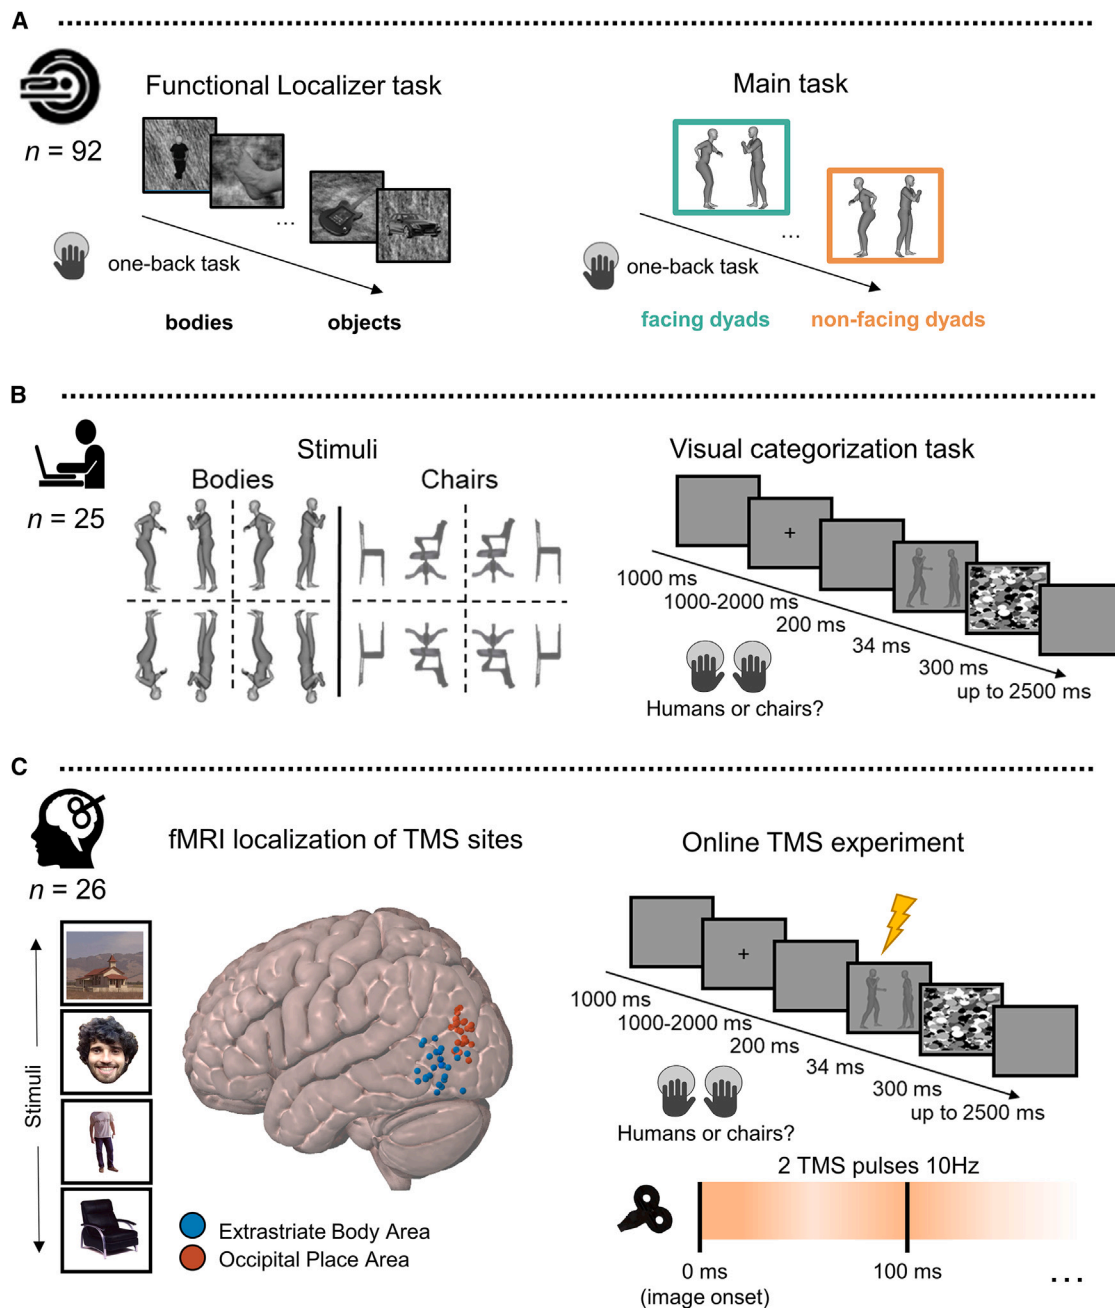 A
Functional Localizer task
Main task
n = 92
...
...
one-back task
one-back task
bodies
objects
facing dyads
non-facing dyads
B
Stimuli
Visual categorization task
Bodies
Chairs
n = 25
+
1000 ms
1000-2000 ms
200 ms
34 ms
300 ms
up to 2500 ms
Humans or chairs?
C
fMRI localization of TMS sites
Online TMS experiment
n = 26
Stimuli
+
1000 ms
1000-2000 ms
200 ms
34 ms
300 ms
up to 2500 ms
Humans or chairs?
2 TMS pulses 10Hz
Extrastriate Body Area
Occipital Place Area
0 ms
(image onset)
100 ms
...